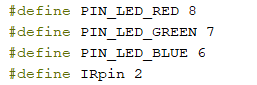 #define PIN_LED_RED 8
#define PIN_LED_GREEN 7
#define PIN_LED_BLUE 6
#define IRpin 2